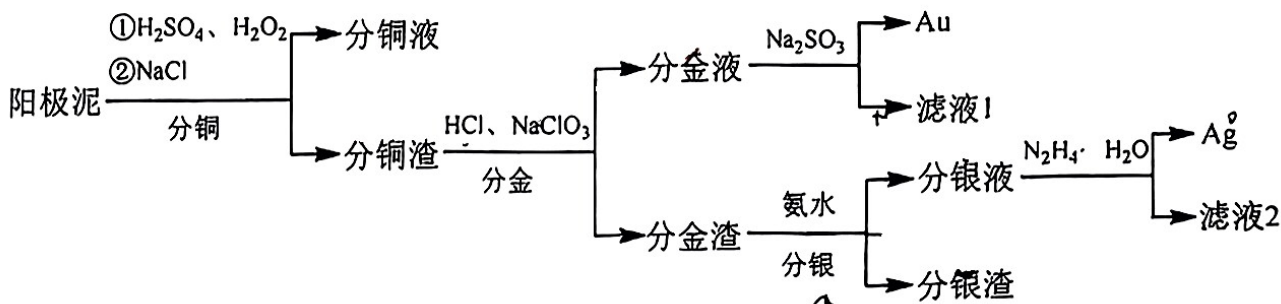 ①H₂SO₄、H₂O₂
②NaCl
阳极泥
分铜
分铜液
分铜渣
HCl、NaClO₃
分金
分金液
Na₂SO₃
Au
滤液1
分金渣
氨水
分银
分银液
N₂H₄· H₂O
Ag
滤液2
分银渣